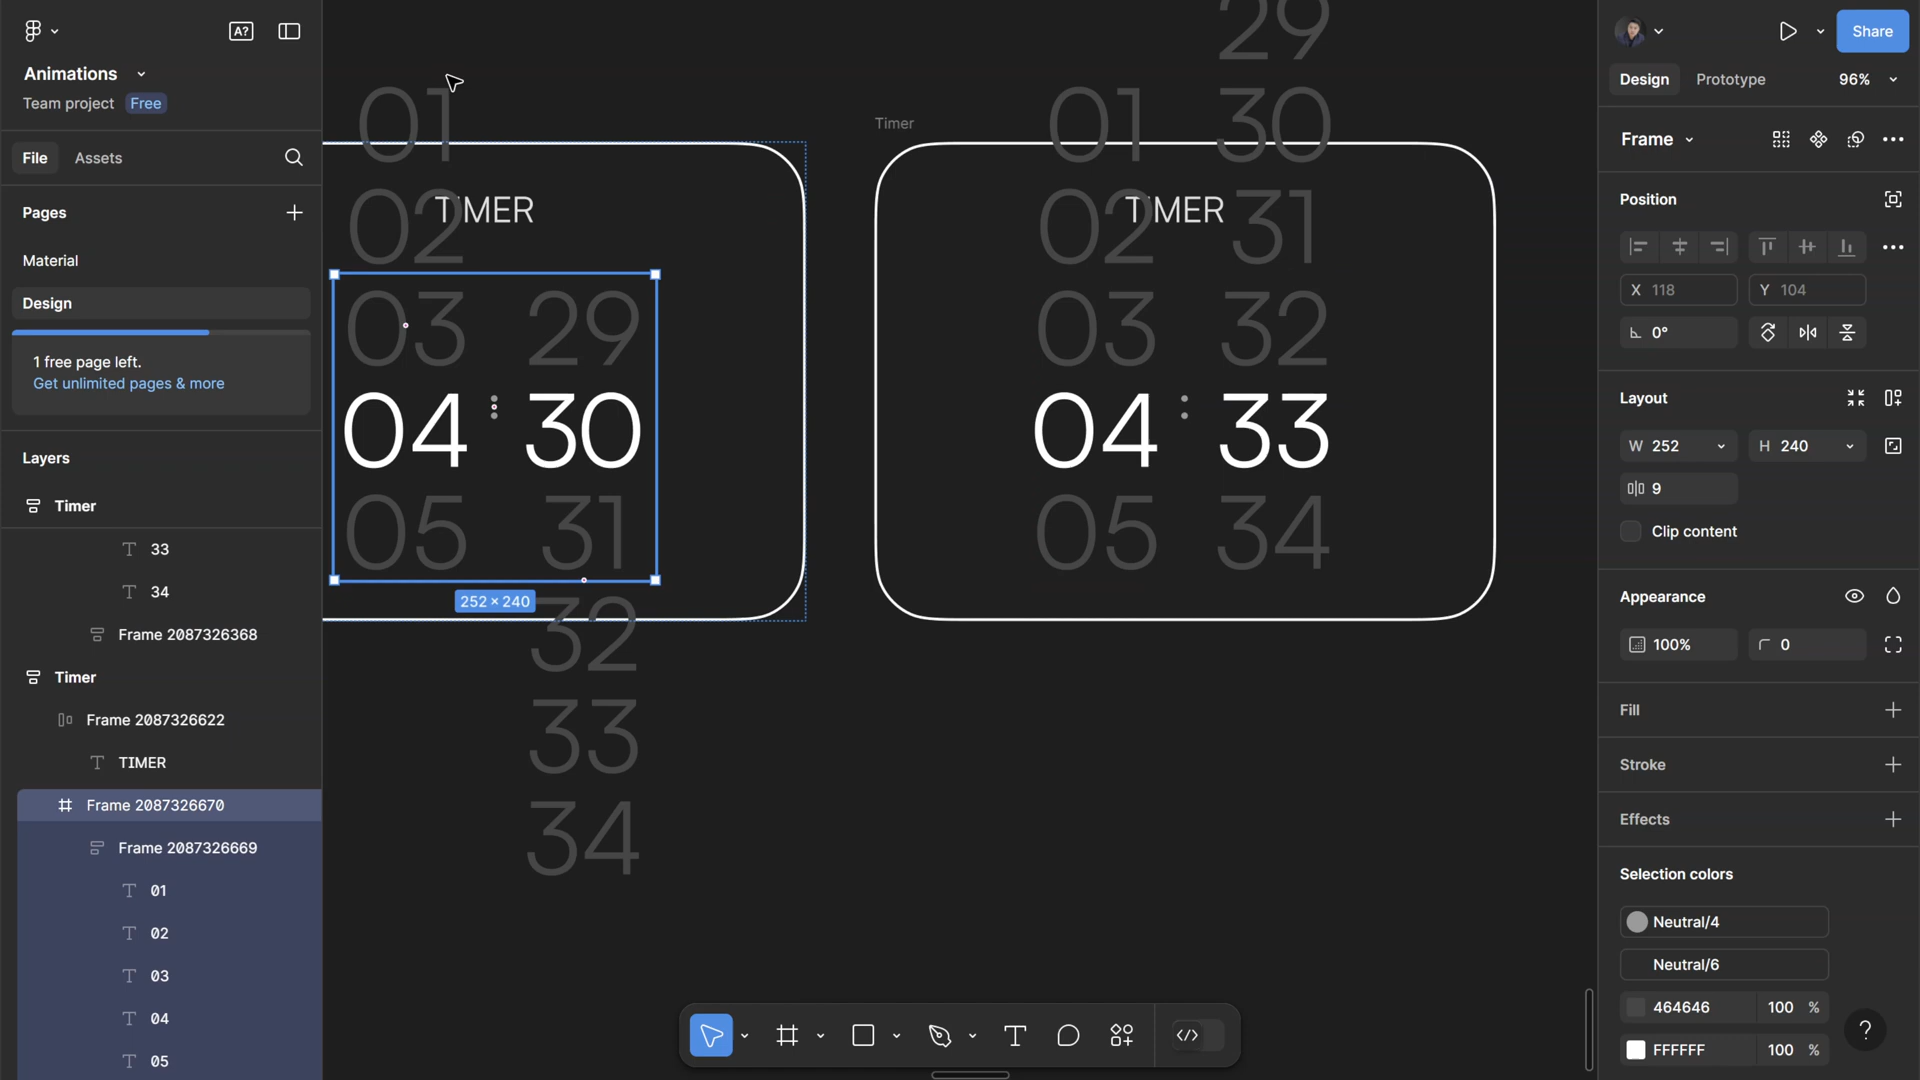 A?
Animations
Team project Free
File Assets
Pages
Material
Design
1 free page left.
Get unlimited pages & more
Layers
Timer
33
34
Frame 2087326368
Timer
Frame 2087326622
TIMER
Frame 2087326670
Frame 2087326669
01
02
03
04
05
01
02
TIMER
03 29
04 : 30
05 31
252 × 240
32
33
34
Timer
29
01 30
02 31
TIMER
03 32
04 : 33
05 34
Share
Design Prototype 96%
Frame
Position
X 118 Y 104
0°
Layout
W 252 H 240
9
Clip content
Appearance
100% 0
Fill
Stroke
Effects
Selection colors
Neutral/4
Neutral/6
464646 100 %
FFFFFF 100 %
?